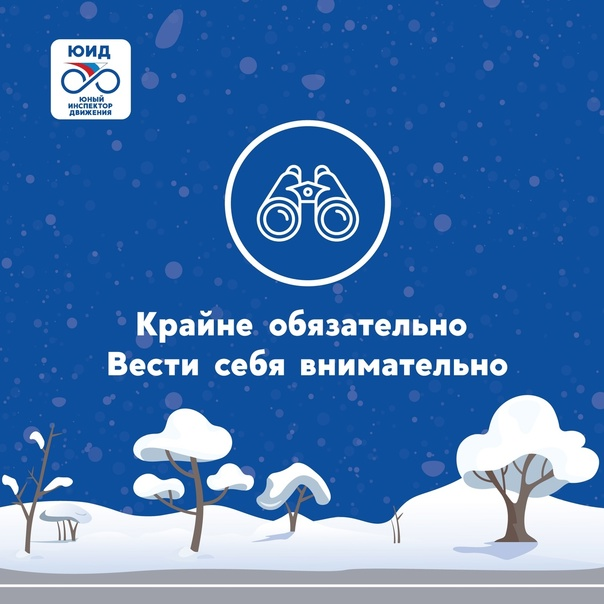 ЮИД
ЮНЫЙ
ИНСПЕКТОР
ДВИЖЕНИЯ
Крайне обязательно
Вести себя внимательно